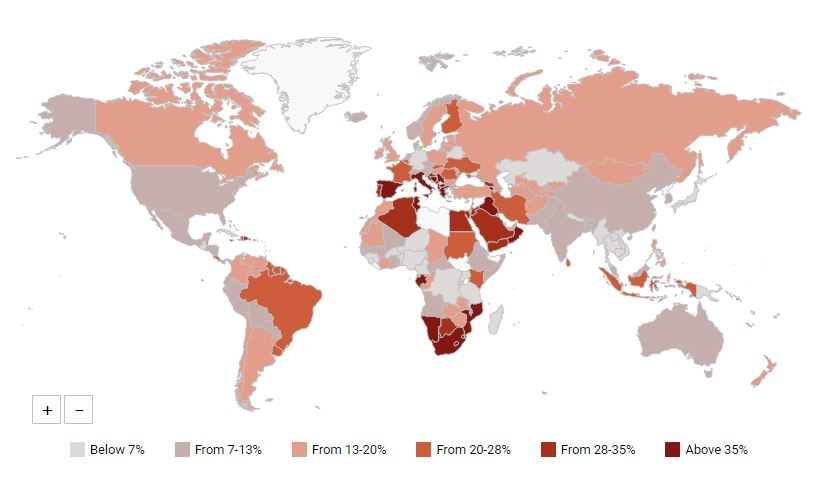 + −
Below 7% From 7-13% From 13-20% From 20-28% From 28-35% Above 35%